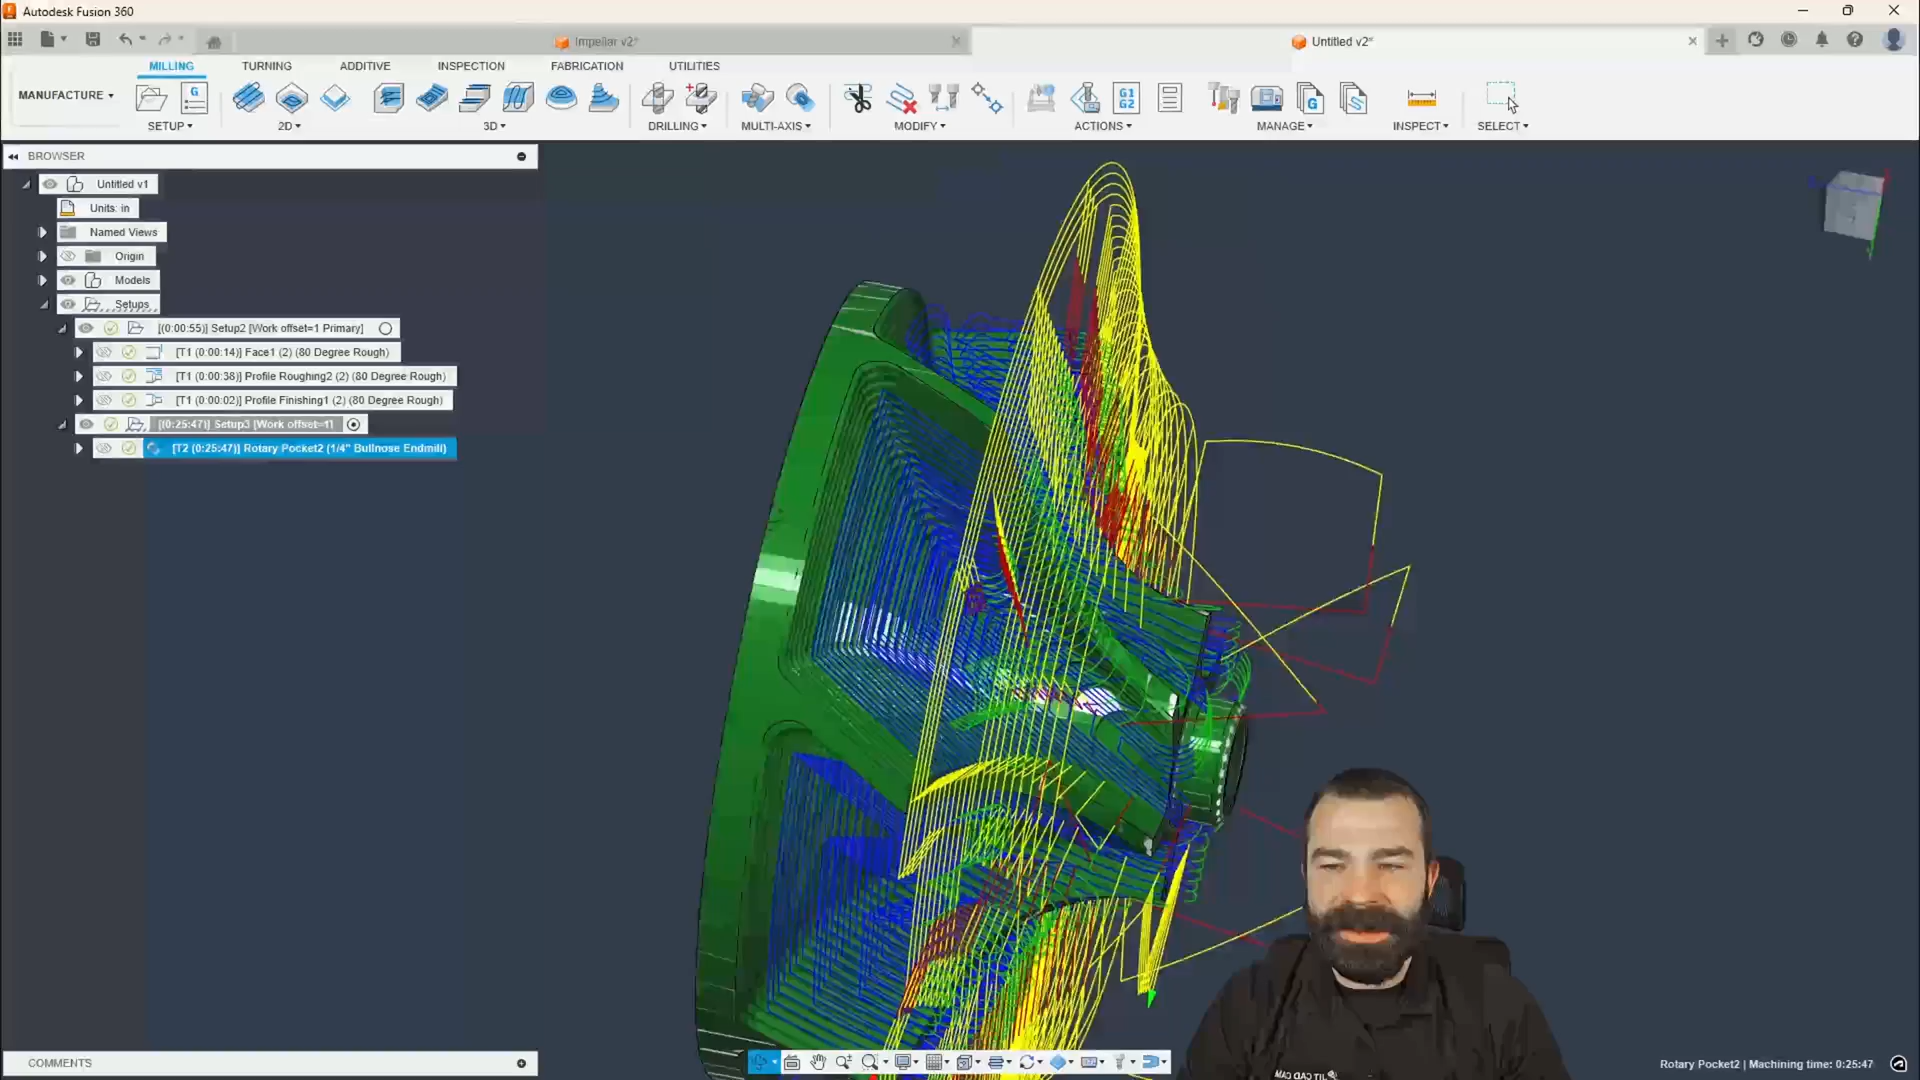 Autodesk Fusion 360
Impellar v2*
Untitled v2*
MILLING TURNING ADDITIVE INSPECTION FABRICATION UTILITIES
MANUFACTURE
G
G1
G2
G
SETUP 2D 3D DRILLING MULTI-AXIS MODIFY ACTIONS MANAGE INSPECT SELECT
BROWSER
Untitled v1
Units: in
Named Views
Origin
Models
Setups
[(0:00:55)] Setup2 [Work offset=1 Primary]
[T1 (0:00:14)] Face1 (2) (80 Degree Rough)
[T1 (0:00:38)] Profile Roughing2 (2) (80 Degree Rough)
[T1 (0:00:02)] Profile Finishing1 (2) (80 Degree Rough)
[(0:25:47)] Setup3 [Work offset=1]
[T2 (0:25:47)] Rotary Pocket2 (1/4" Bullnose Endmill)
COMMENTS
Rotary Pocket2 | Machining time: 0:25:47